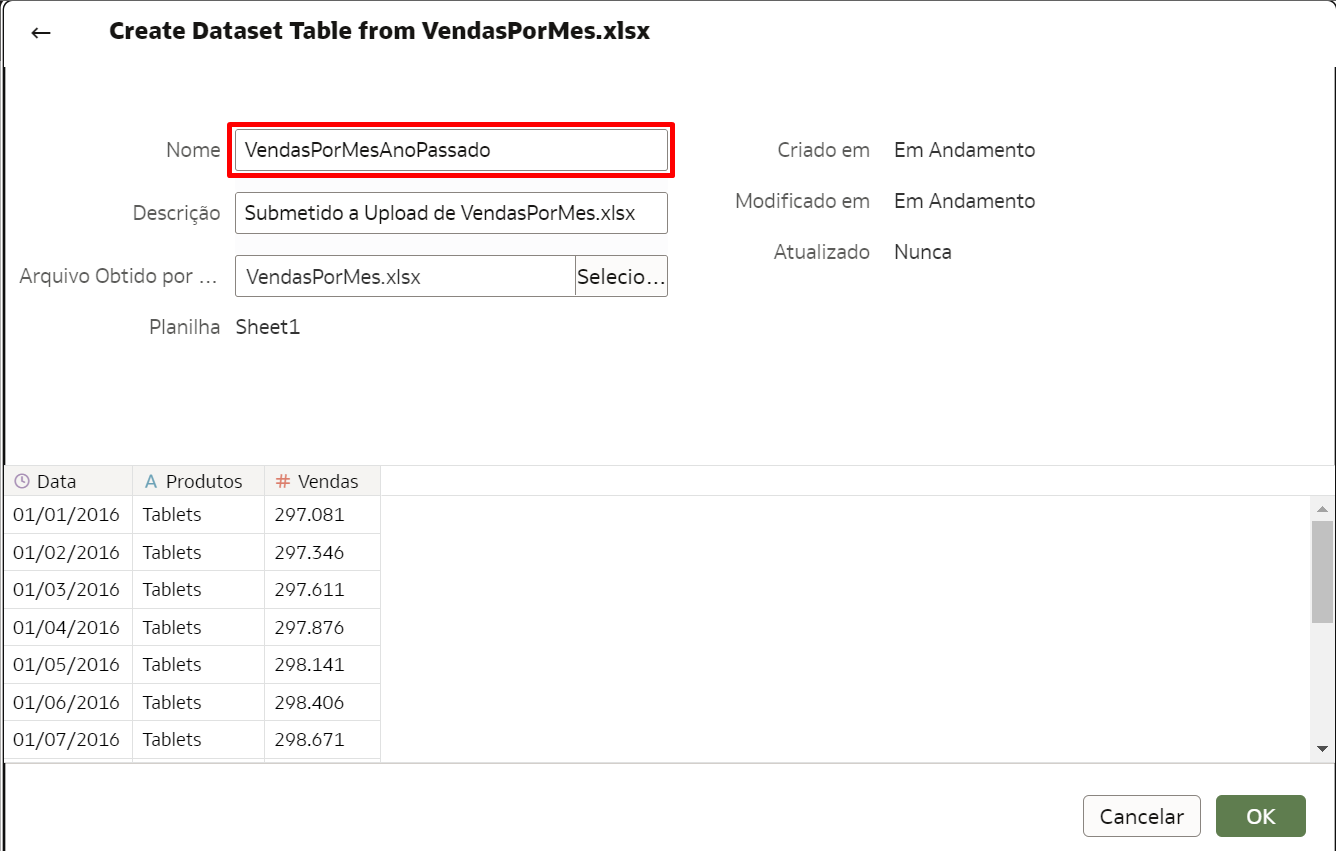 ← Create Dataset Table from VendasPorMes.xlsx
Nome VendasPorMesAnoPassado Criado em Em Andamento
Descrição Submetido a Upload de VendasPorMes.xlsx Modificado em Em Andamento
Atualizado Nunca
Arquivo Obtido por ... VendasPorMes.xlsx Selecio...
Planilha Sheet1
Data A Produtos # Vendas
01/01/2016 Tablets 297.081
01/02/2016 Tablets 297.346
01/03/2016 Tablets 297.611
01/04/2016 Tablets 297.876
01/05/2016 Tablets 298.141
01/06/2016 Tablets 298.406
01/07/2016 Tablets 298.671
Cancelar OK